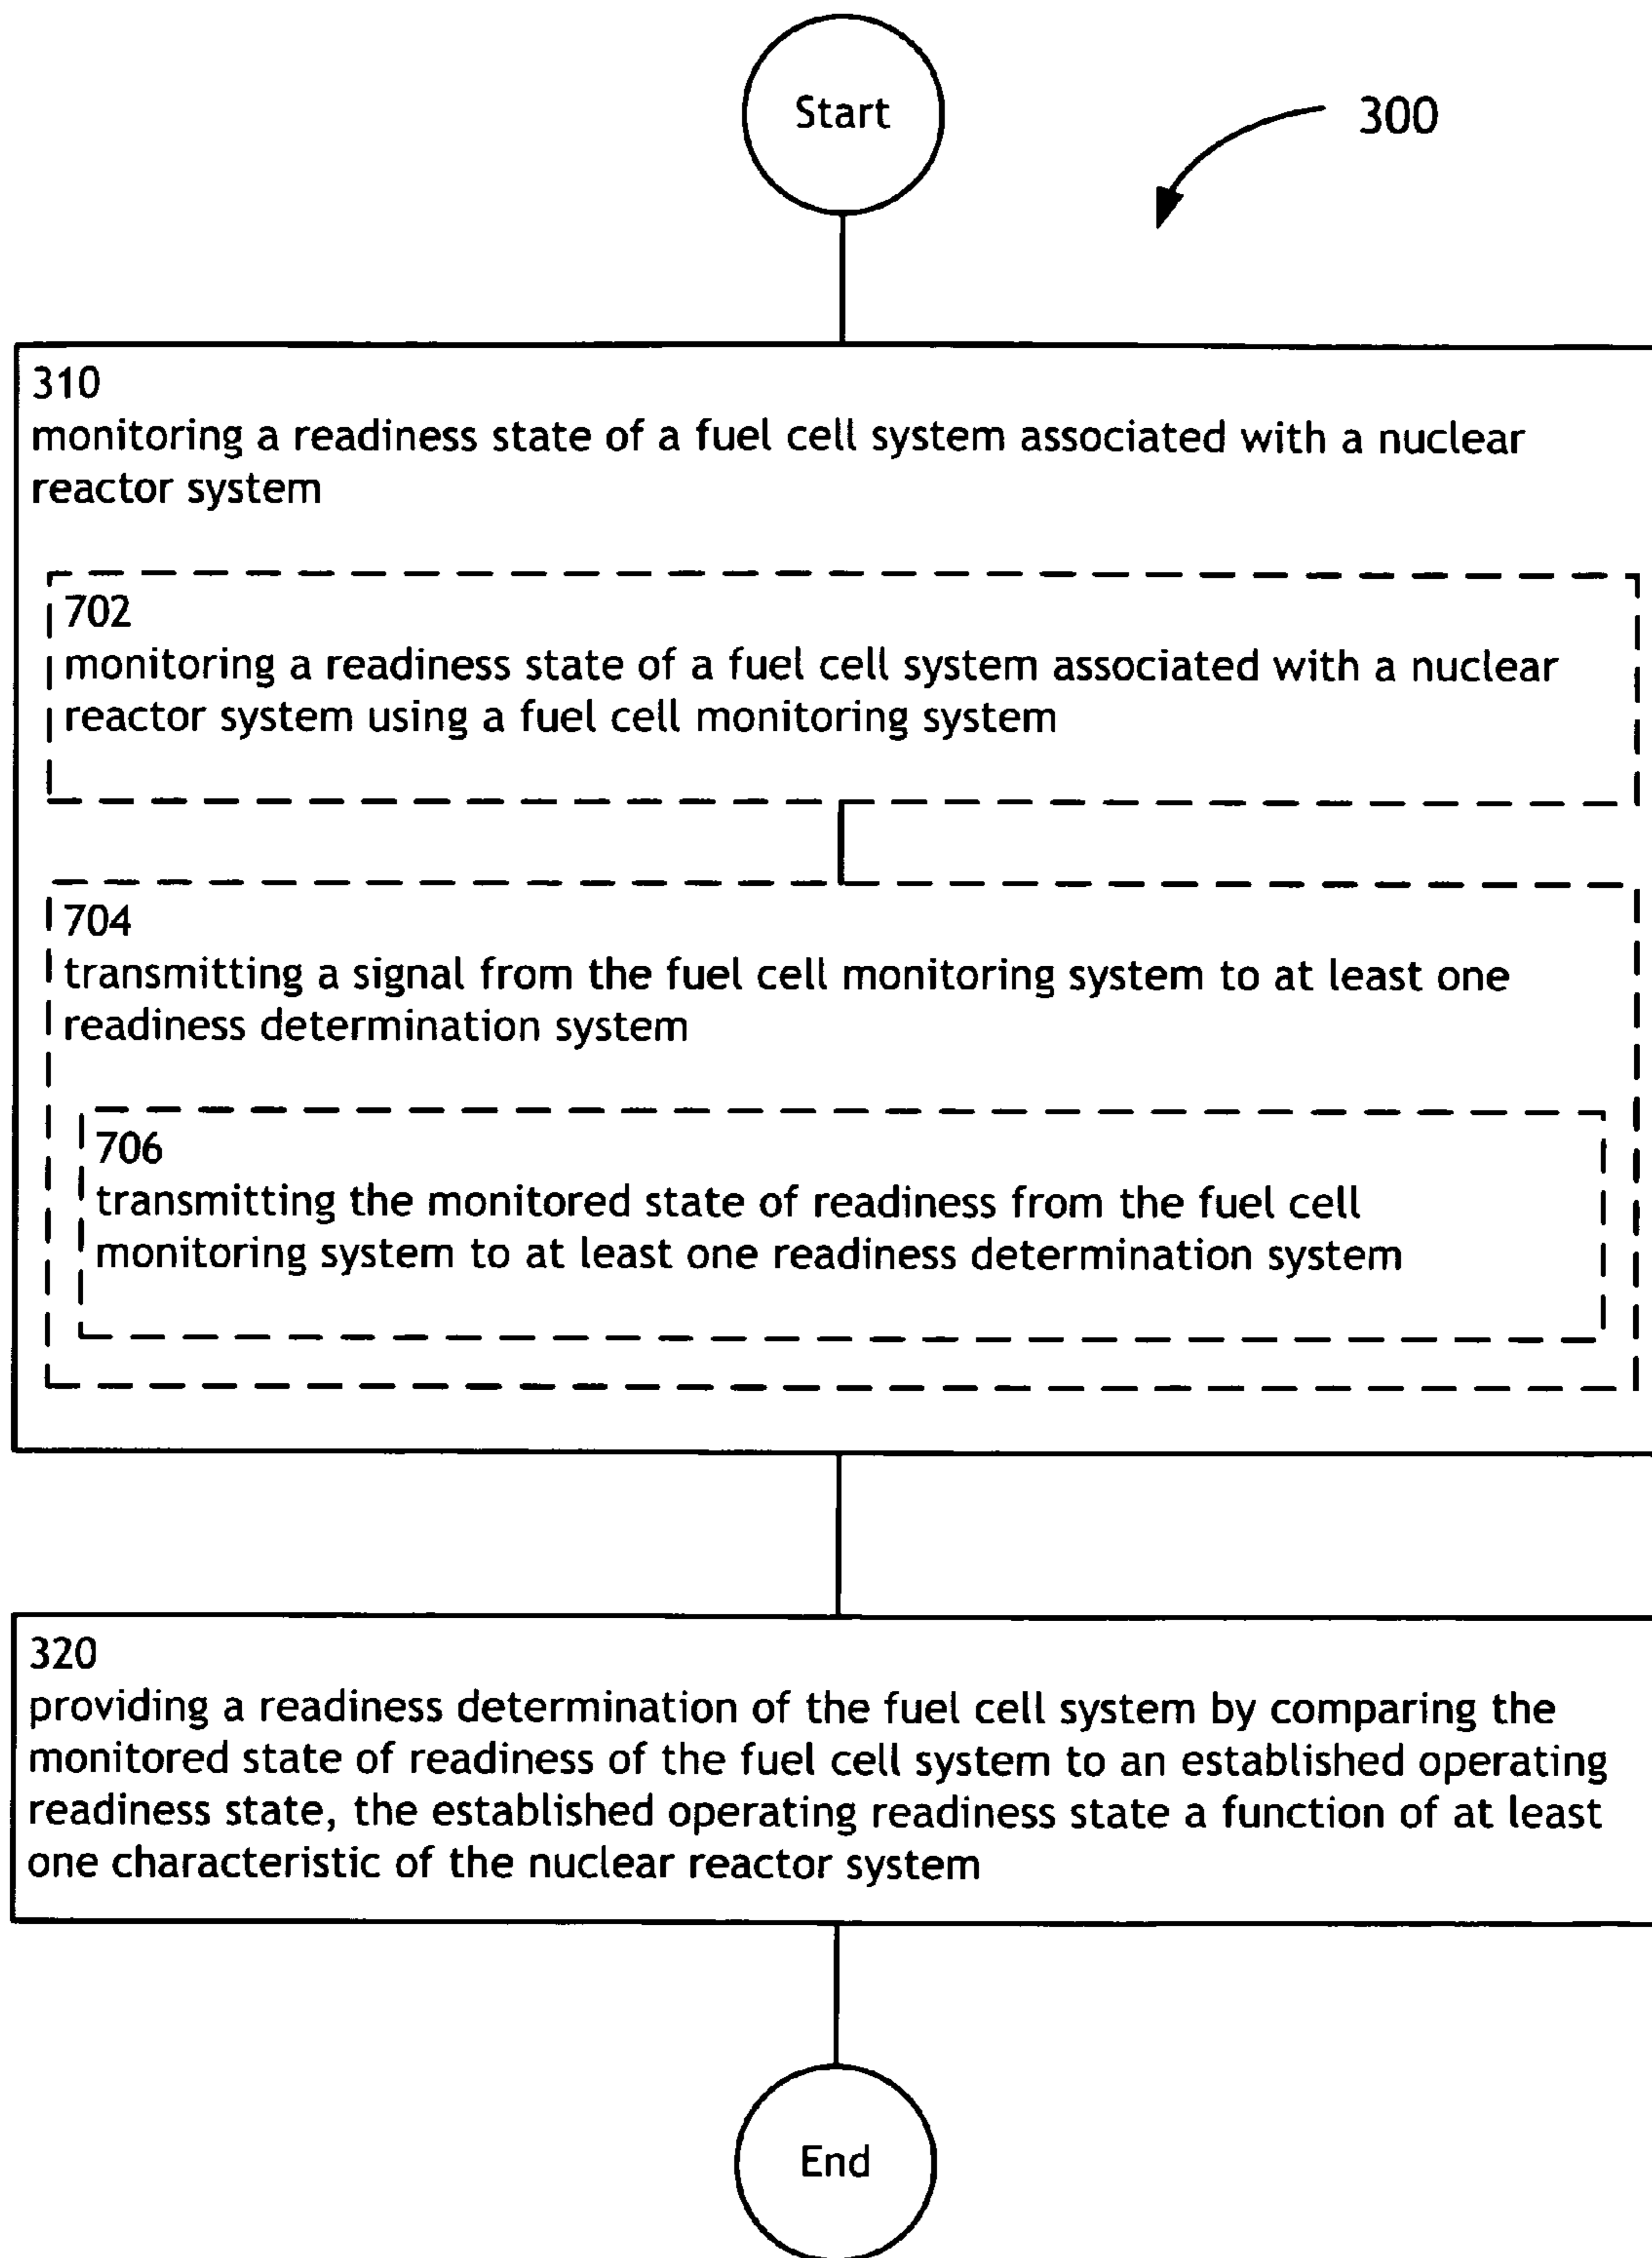 Start
300
310
monitoring a readiness state of a fuel cell system associated with a nuclear
reactor system
702
monitoring a readiness state of a fuel cell system associated with a nuclear
reactor system using a fuel cell monitoring system
704
transmitting a signal from the fuel cell monitoring system to at least one
readiness determination system
706
transmitting the monitored state of readiness from the fuel cell
monitoring system to at least one readiness determination system
320
providing a readiness determination of the fuel cell system by comparing the
monitored state of readiness of the fuel cell system to an established operating
readiness state, the established operating readiness state a function of at least
one characteristic of the nuclear reactor system
End